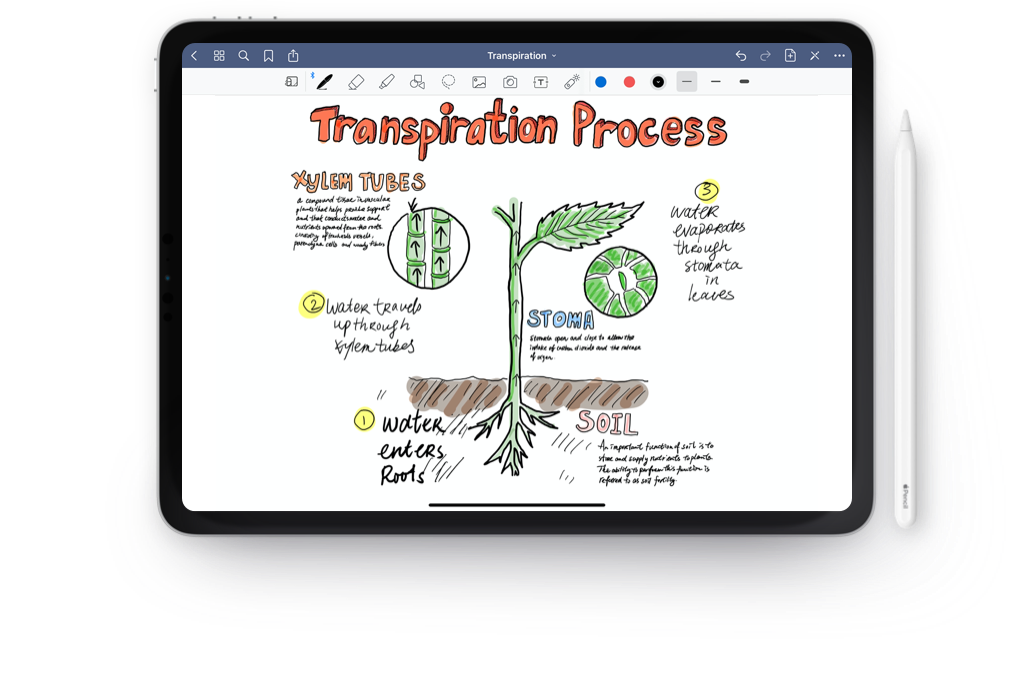 Transpiration
Transpiration Process
XYLEM TUBES
a compound tissue in vascular
plants that helps provide support
and that conducts water and
nutrients upward from the roots,
consisting of tracheids vessels,
parenchyma cells and woody fibers
3
water
evaporates
through
stomata
in
leaves
2 Water travels
up through
xylem tubes
STOMA
Stomata open and close to allow the
intake of carbon dioxide and the release
of
1 Water
enters
Roots
SOIL
An important function of soil is to
store and supply nutrients to plants.
The ability to perform this function is
referred to as soil fertility.
Pencil